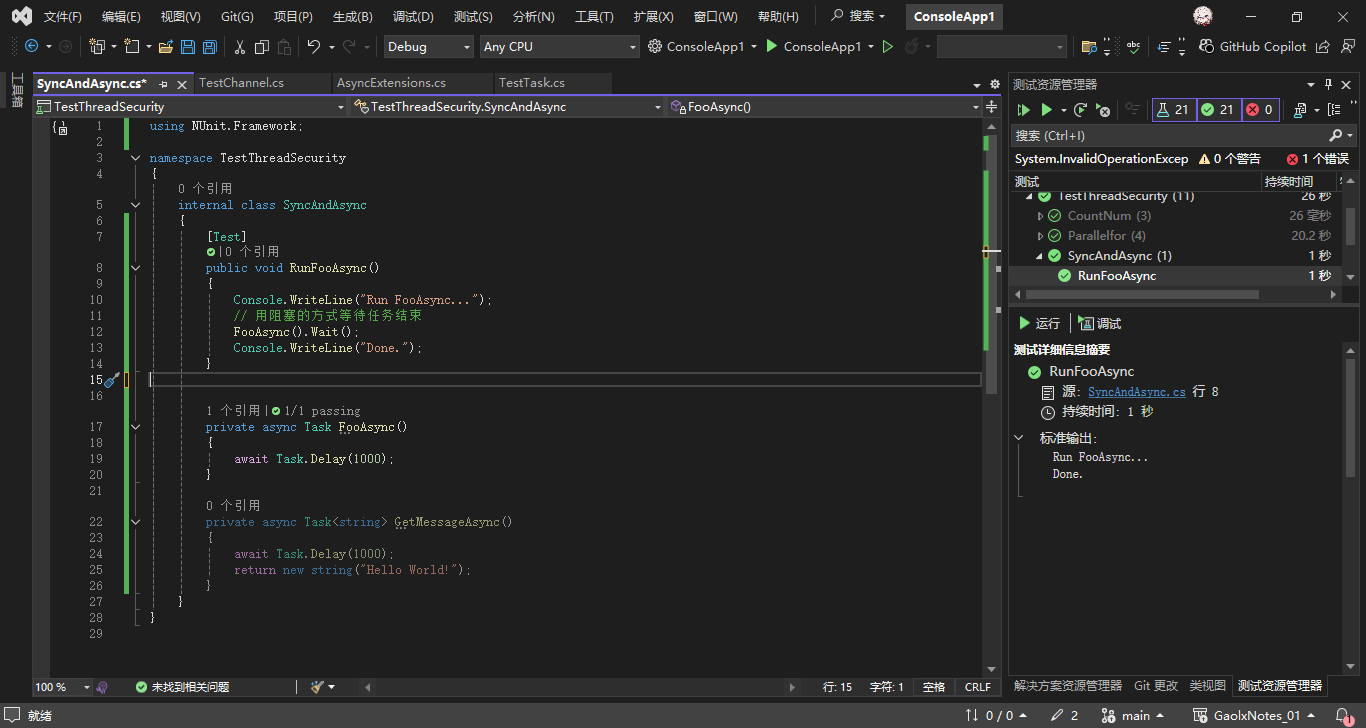 文件(F) 编辑(E) 视图(V) Git(G) 项目(P) 生成(B) 调试(D) 测试(S) 分析(N) 工具(T) 扩展(X) 窗口(W) 帮助(H) 搜索 ConsoleApp1
Debug Any CPU ConsoleApp1 ConsoleApp1 GitHub Copilot
工具箱
SyncAndAsync.cs* TestChannel.cs AsyncExtensions.cs TestTask.cs
TestThreadSecurity TestThreadSecurity.SyncAndAsync FooAsync()
1 using NUnit.Framework;
2
3 namespace TestThreadSecurity
4 {
0 个引用
5 internal class SyncAndAsync
6 {
7 [Test]
|0 个引用
8 public void RunFooAsync()
9 {
10 Console.WriteLine("Run FooAsync...");
11 // 用阻塞的方式等待任务结束
12 FooAsync().Wait();
13 Console.WriteLine("Done.");
14 }
15
16
1 个引用 | 1/1 passing
17 private async Task FooAsync()
18 {
19 await Task.Delay(1000);
20 }
21
0 个引用
22 private async Task<string> GetMessageAsync()
23 {
24 await Task.Delay(1000);
25 return new string("Hello World!");
26 }
27 }
28 }
29
100 % 未找到相关问题 行: 15 字符: 1 空格 CRLF
测试资源管理器
21 21 0
搜索 (Ctrl+I)
System.InvalidOperationExcep 0 个警告 1 个错误
测试 持续时间
TestThreadSecurity (11) 26 秒
CountNum (3) 26 毫秒
Parallelfor (4) 20.2 秒
SyncAndAsync (1) 1 秒
RunFooAsync 1 秒
运行 调试
测试详细信息摘要
RunFooAsync
源: SyncAndAsync.cs 行 8
持续时间: 1 秒
标准输出:
Run FooAsync...
Done.
解决方案资源管理器 Git 更改 类视图 测试资源管理器
就绪 0 / 0 2 main GaolxNotes_01 1